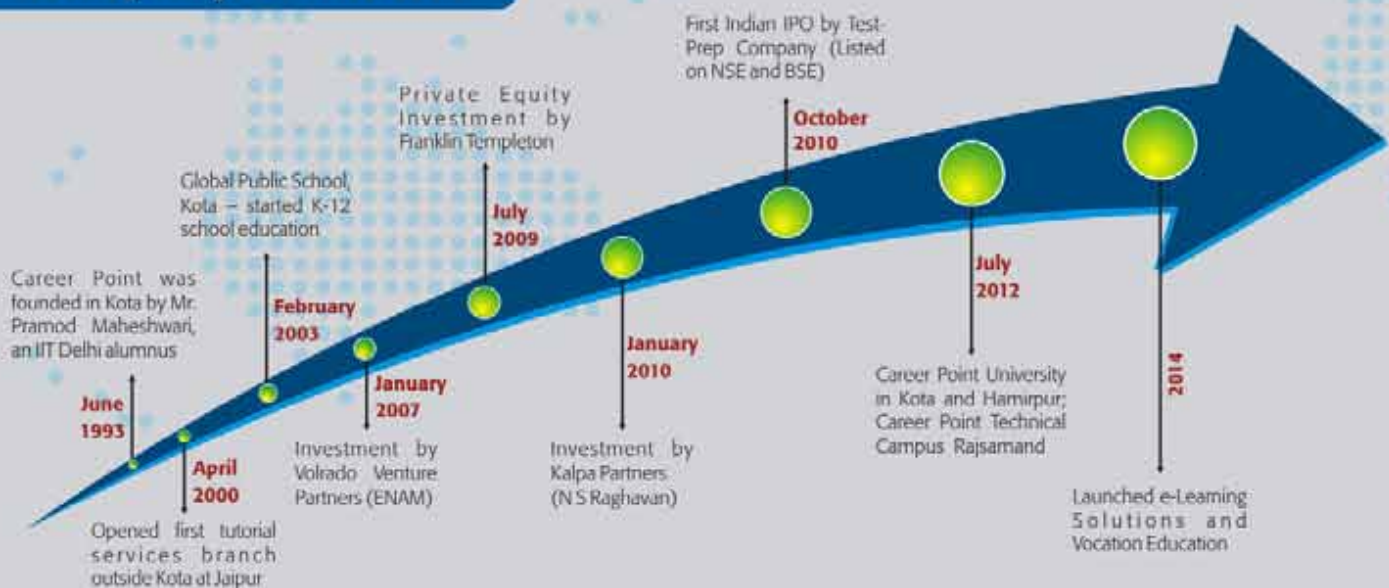 Career Point was
founded in Kota by Mr.
Pramod Maheshwari,
an IIT Delhi alumnus
June
1993
April
2000
Opened first tutorial
services branch
outside Kota at Jaipur
Global Public School,
Kota – started K-12
school education
February
2003
January
2007
Investment by
Volrado Venture
Partners (ENAM)
Private Equity
Investment by
Franklin Templeton
July
2009
January
2010
Investment by
Kalpa Partners
(N S Raghavan)
First Indian IPO by Test-
Prep Company (Listed
on NSE and BSE)
October
2010
July
2012
Career Point University
in Kota and Hamirpur;
Career Point Technical
Campus Rajsamand
2014
Launched e-Learning
Solutions and
Vocation Education